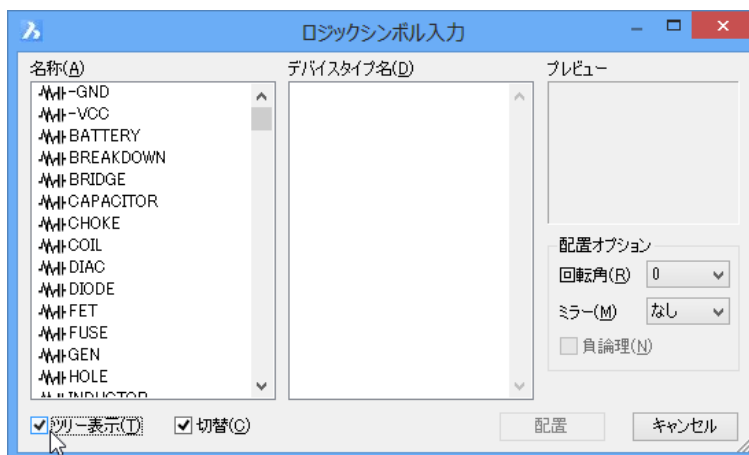 ロジックシンボル入力
名称(A)
-GND
-VCC
BATTERY
BREAKDOWN
BRIDGE
CAPACITOR
CHOKE
COIL
DIAC
DIODE
FET
FUSE
GEN
HOLE
INDUCTOR
デバイスタイプ名(D)
プレビュー
配置オプション
回転角(R) 0
ミラー(M) なし
負論理(N)
ツリー表示(T) 切替(C) 配置 キャンセル